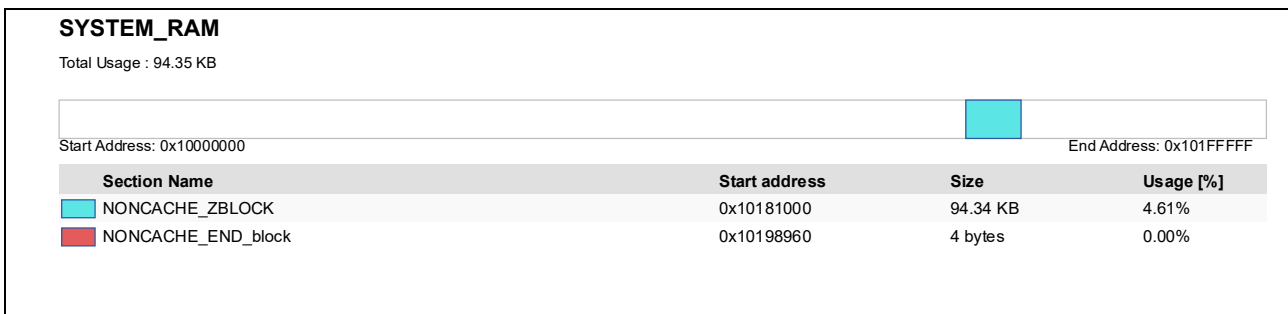 SYSTEM_RAM
Total Usage : 94.35 KB
Start Address: 0x10000000 End Address: 0x101FFFFF
Section Name Start address Size Usage [%]
NONCACHE_ZBLOCK 0x10181000 94.34 KB 4.61%
NONCACHE_END_block 0x10198960 4 bytes 0.00%